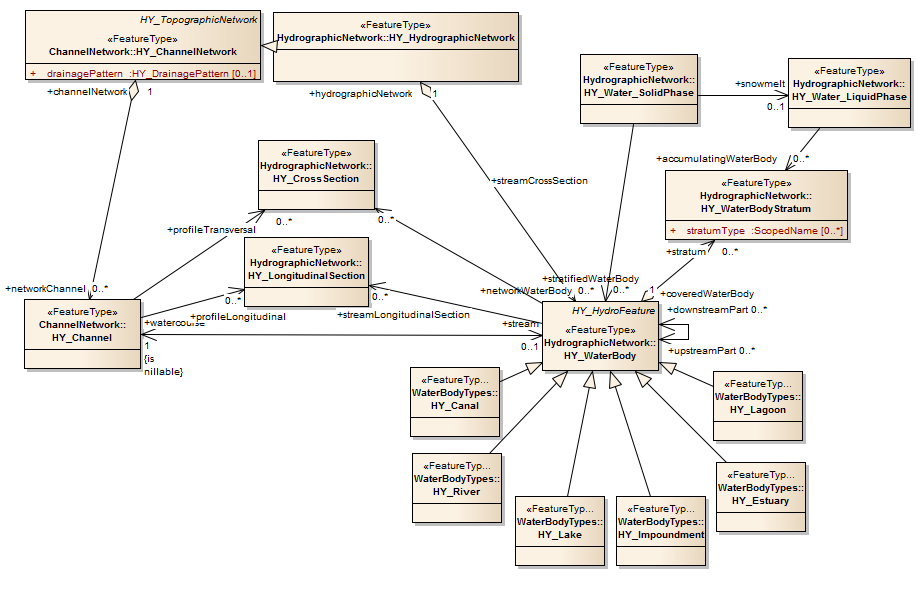 HY_TopographicNetwork
«FeatureType»
ChannelNetwork::HY_ChannelNetwork
+ drainagePattern :HY_DrainagePattern [0..1]
«FeatureType»
HydrographicNetwork::HY_HydrographicNetwork
+channelNetwork
1
+hydrographicNetwork
1
«FeatureType»
HydrographicNetwork::
HY_Water_SolidPhase
+snowmelt
0..1
«FeatureType»
HydrographicNetwork::
HY_Water_LiquidPhase
«FeatureType»
HydrographicNetwork::
HY_CrossSection
+streamCrossSection
+accumulatingWaterBody
0..*
«FeatureType»
HydrographicNetwork::
HY_WaterBodyStratum
+ stratumType :ScopedName [0..*]
+profileTransversal
0..*
0..*
«FeatureType»
HydrographicNetwork::
HY_LongitudinalSection
+stratum
0..*
+stratifiedWaterBody
+networkChannel
0..*
0..*
0..*
+networkWaterBody
0..*
0..*
1
+coveredWaterBody
«FeatureType»
ChannelNetwork::
HY_Channel
+watercourse
+profileLongitudinal
+streamLongitudinalSection
+stream
0..1
1
{is
nillable}
HY_HydroFeature
«FeatureType»
HydrographicNetwork::
HY_WaterBody
+downstreamPart 0..*
+upstreamPart 0..*
«FeatureTyp...
WaterBodyTypes::
HY_Canal
«FeatureTyp...
WaterBodyTypes::
HY_Lagoon
«FeatureTyp...
WaterBodyTypes::
HY_River
«FeatureTyp...
WaterBodyTypes::
HY_Estuary
«FeatureTyp...
WaterBodyTypes::
HY_Lake
«FeatureTyp...
WaterBodyTypes::
HY_Impoundment